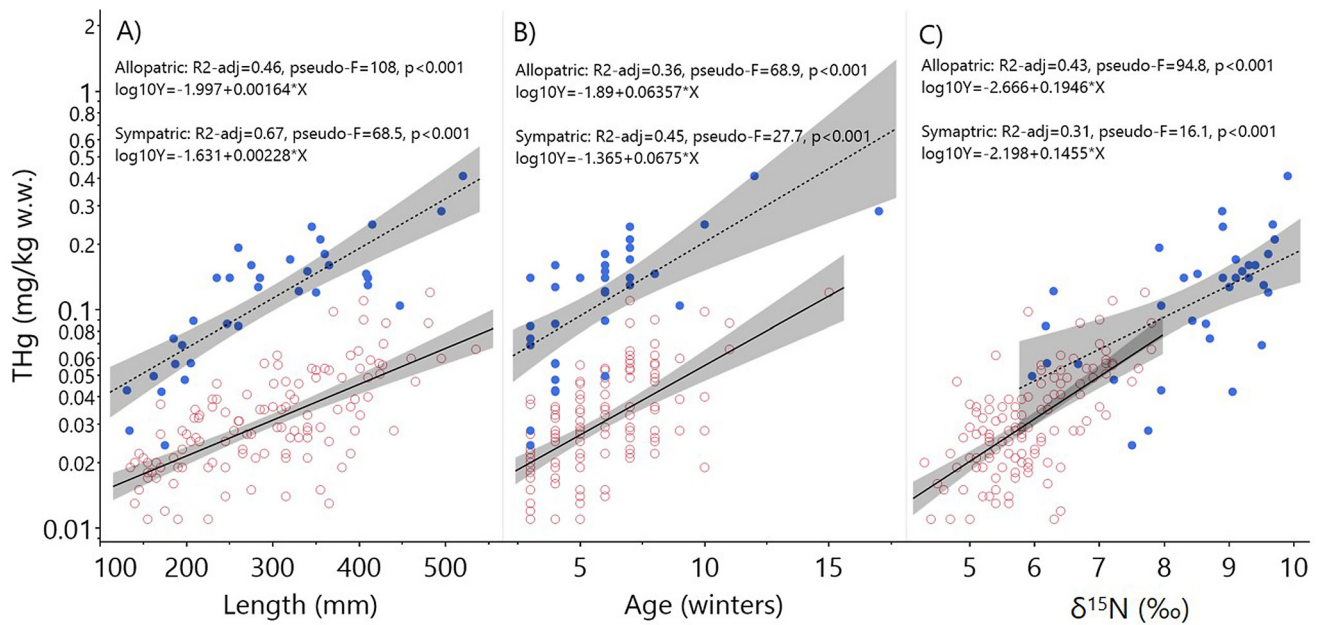 A)
Allopatric: R2-adj=0.46, pseudo-F=108, p<0.001
log10Y=-1.997+0.00164*X
Sympatric: R2-adj=0.67, pseudo-F=68.5, p<0.001
log10Y=-1.631+0.00228*X
B)
Allopatric: R2-adj=0.36, pseudo-F=68.9, p<0.001
log10Y=-1.89+0.06357*X
Sympatric: R2-adj=0.45, pseudo-F=27.7, p<0.001
log10Y=-1.365+0.0675*X
C)
Allopatric: R2-adj=0.43, pseudo-F=94.8, p<0.001
log10Y=-2.666+0.1946*X
Symaptric: R2-adj=0.31, pseudo-F=16.1, p<0.001
log10Y=-2.198+0.1455*X
THg (mg/kg w.w.)
2
1
0.8
0.6
0.5
0.4
0.3
0.2
0.1
0.08
0.06
0.05
0.04
0.03
0.02
0.01
100 200 300 400 500
5 10 15
5 6 7 8 9 10
Length (mm)
Age (winters)
δ¹⁵N (‰)